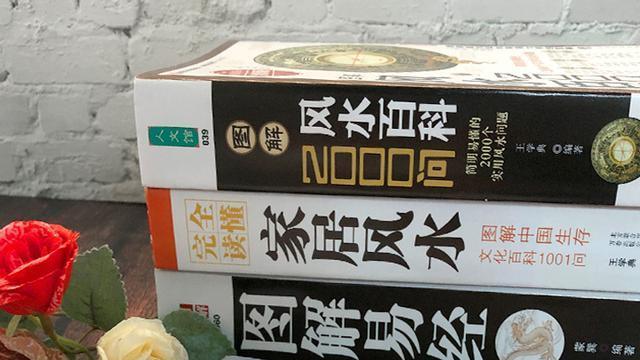 人文馆
039
图解
风水百科
2000问
简明易懂的
2000个
实用风水问题
王学典 编著
完全
读懂
家居风水
图解中国生存
文化百科1001问
王学典
图解易经
编著